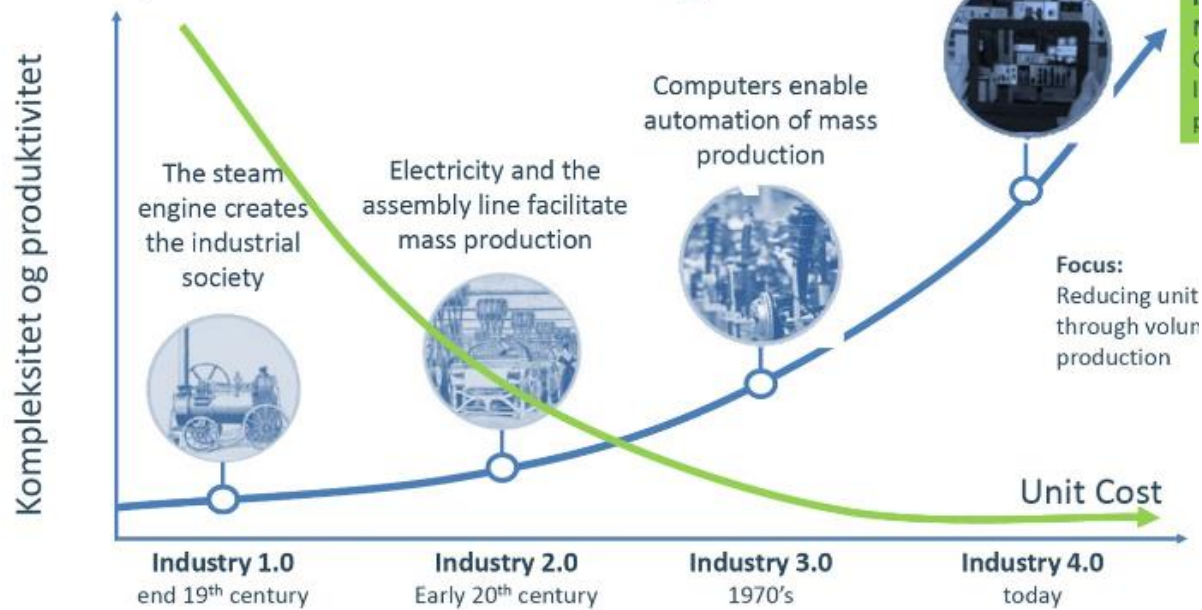 Kompleksitet og produktivitet
The steam
engine creates
the industrial
society
Electricity and the
assembly line facilitate
mass production
Computers enable
automation of mass
production
Focus:
Reducing unit
through
production
Unit Cost
Industry 1.0
end 19th century
Industry 2.0
Early 20th century
Industry 3.0
1970's
Industry 4.0
today